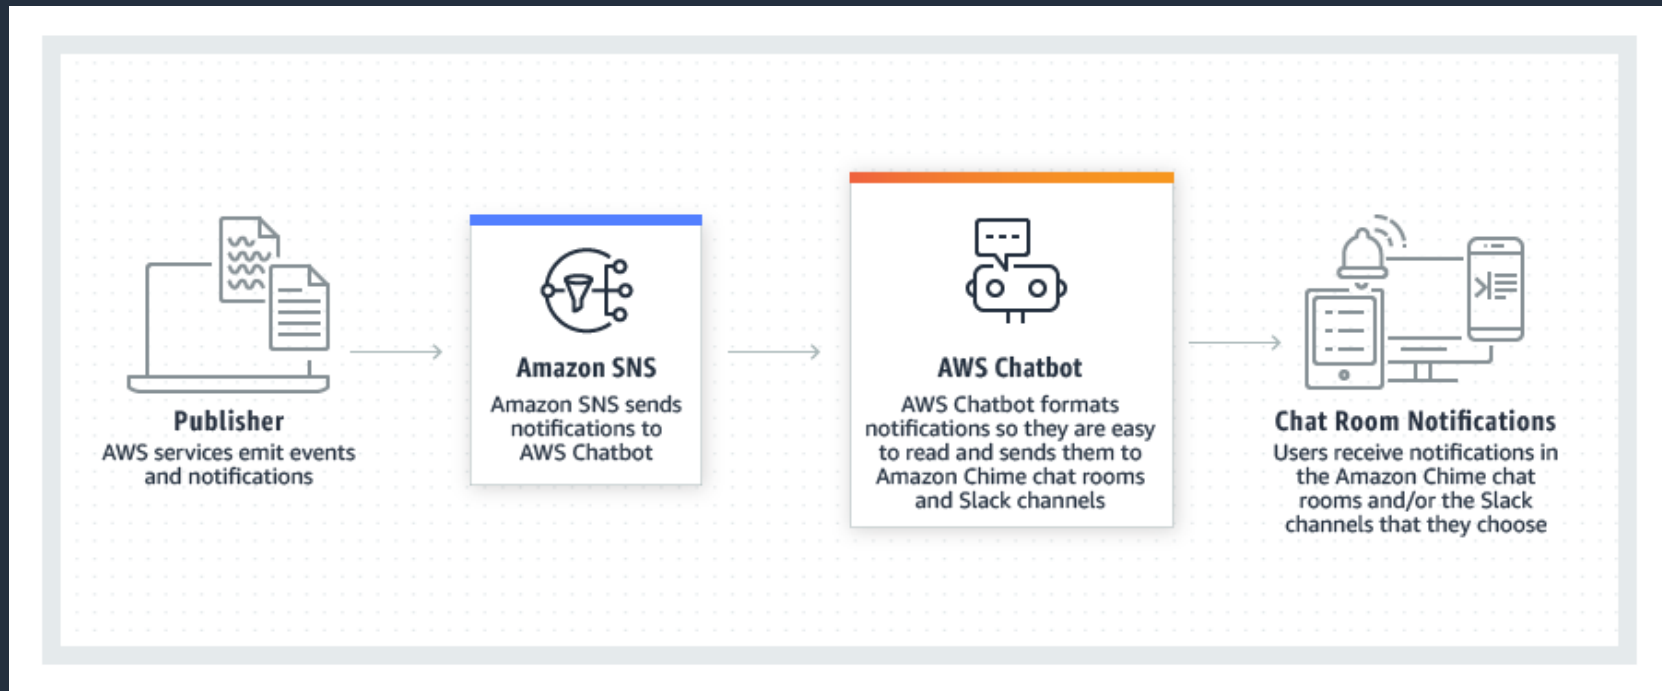 Publisher
AWS services emit events
and notifications
Amazon SNS
Amazon SNS sends
notifications to
AWS Chatbot
AWS Chatbot
AWS Chatbot formats
notifications so they are easy
to read and sends them to
Amazon Chime chat rooms
and Slack channels
Chat Room Notifications
Users receive notifications in
the Amazon Chime chat
rooms and/or the Slack
channels that they choose